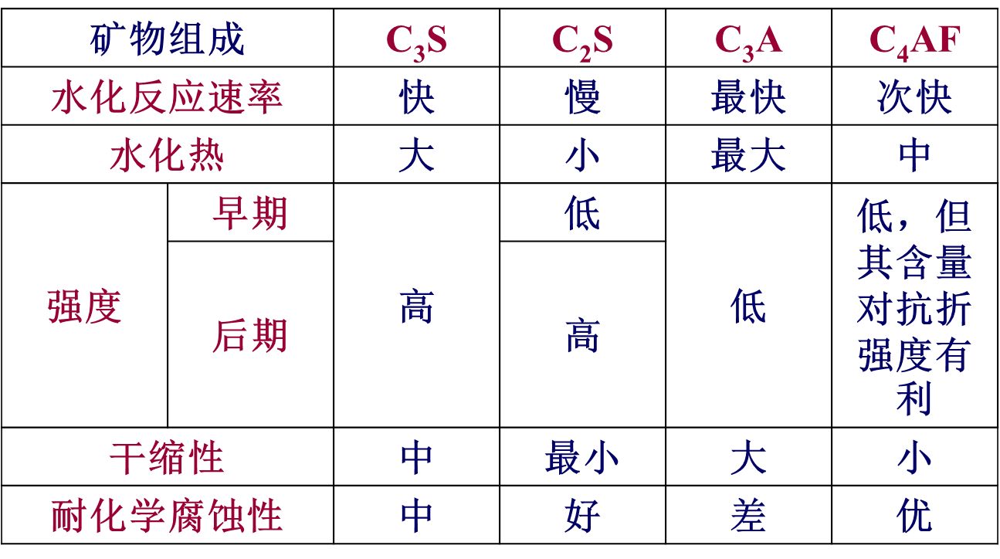 矿物组成 C₃S C₂S C₃A C₄AF
水化反应速率 快 慢 最快 次快
水化热 大 小 最大 中
强度 早期 高 低 低 低，但
其含量
对抗折
强度有
利
后期 高
干缩性 中 最小 大 小
耐化学腐蚀性 中 好 差 优